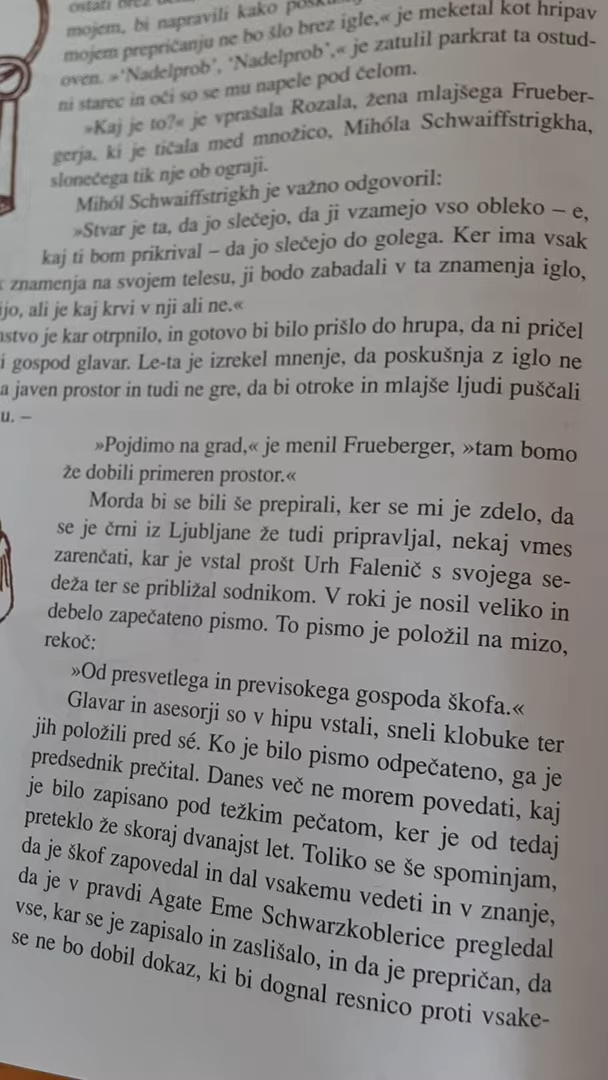 mojem, bi napravili kako
mojem prepričanju ne bo šlo brez igle,« je meketal kot hripav
oven. »'Nadelprob', 'Nadelprob',« je zatulil parkrat ta ostud-
ni starec in oči so se mu napele pod čelom.
»Kaj je to?« je vprašala Rozala, žena mlajšega Frueber-
gerja, ki je tičala med množico, Mihóla Schwaiffstrigkha,
slonečega tik nje ob ograji.
Mihól Schwaiffstrigkh je važno odgovoril:
»Stvar je ta, da jo slečejo, da ji vzamejo vso obleko – e,
kaj ti bom prikrival – da jo slečejo do golega. Ker ima vsak
znamenja na svojem telesu, ji bodo zabadali v ta znamenja iglo,
ali je kaj krvi v nji ali ne.«
je kar otrpnilo, in gotovo bi bilo prišlo do hrupa, da ni pričel
gospod glavar. Le-ta je izrekel mnenje, da poskušnja z iglo ne
a javen prostor in tudi ne gre, da bi otroke in mlajše ljudi puščali
u. –
»Pojdimo na grad,« je menil Frueberger, »tam bomo
že dobili primeren prostor.«
Morda bi se bili še prepirali, ker se mi je zdelo, da
se je črni iz Ljubljane že tudi pripravljal, nekaj vmes
zarenčati, kar je vstal prošt Urh Falenič s svojega se-
deža ter se približal sodnikom. V roki je nosil veliko in
debelo zapečateno pismo. To pismo je položil na mizo,
rekoč:
»Od presvetlega in previsokega gospoda škofa.«
Glavar in asesorji so v hipu vstali, sneli klobuke ter
jih položili pred sé. Ko je bilo pismo odpečateno, ga je
predsednik prečital. Danes več ne morem povedati, kaj
je bilo zapisano pod težkim pečatom, ker je od tedaj
preteklo že skoraj dvanajst let. Toliko se še spominjam,
da je škof zapovedal in dal vsakemu vedeti in v znanje,
da je v pravdi Agate Eme Schwarzkoblerice pregledal
vse, kar se je zapisalo in zaslišalo, in da je prepričan, da
se ne bo dobil dokaz, ki bi dognal resnico proti vsake-